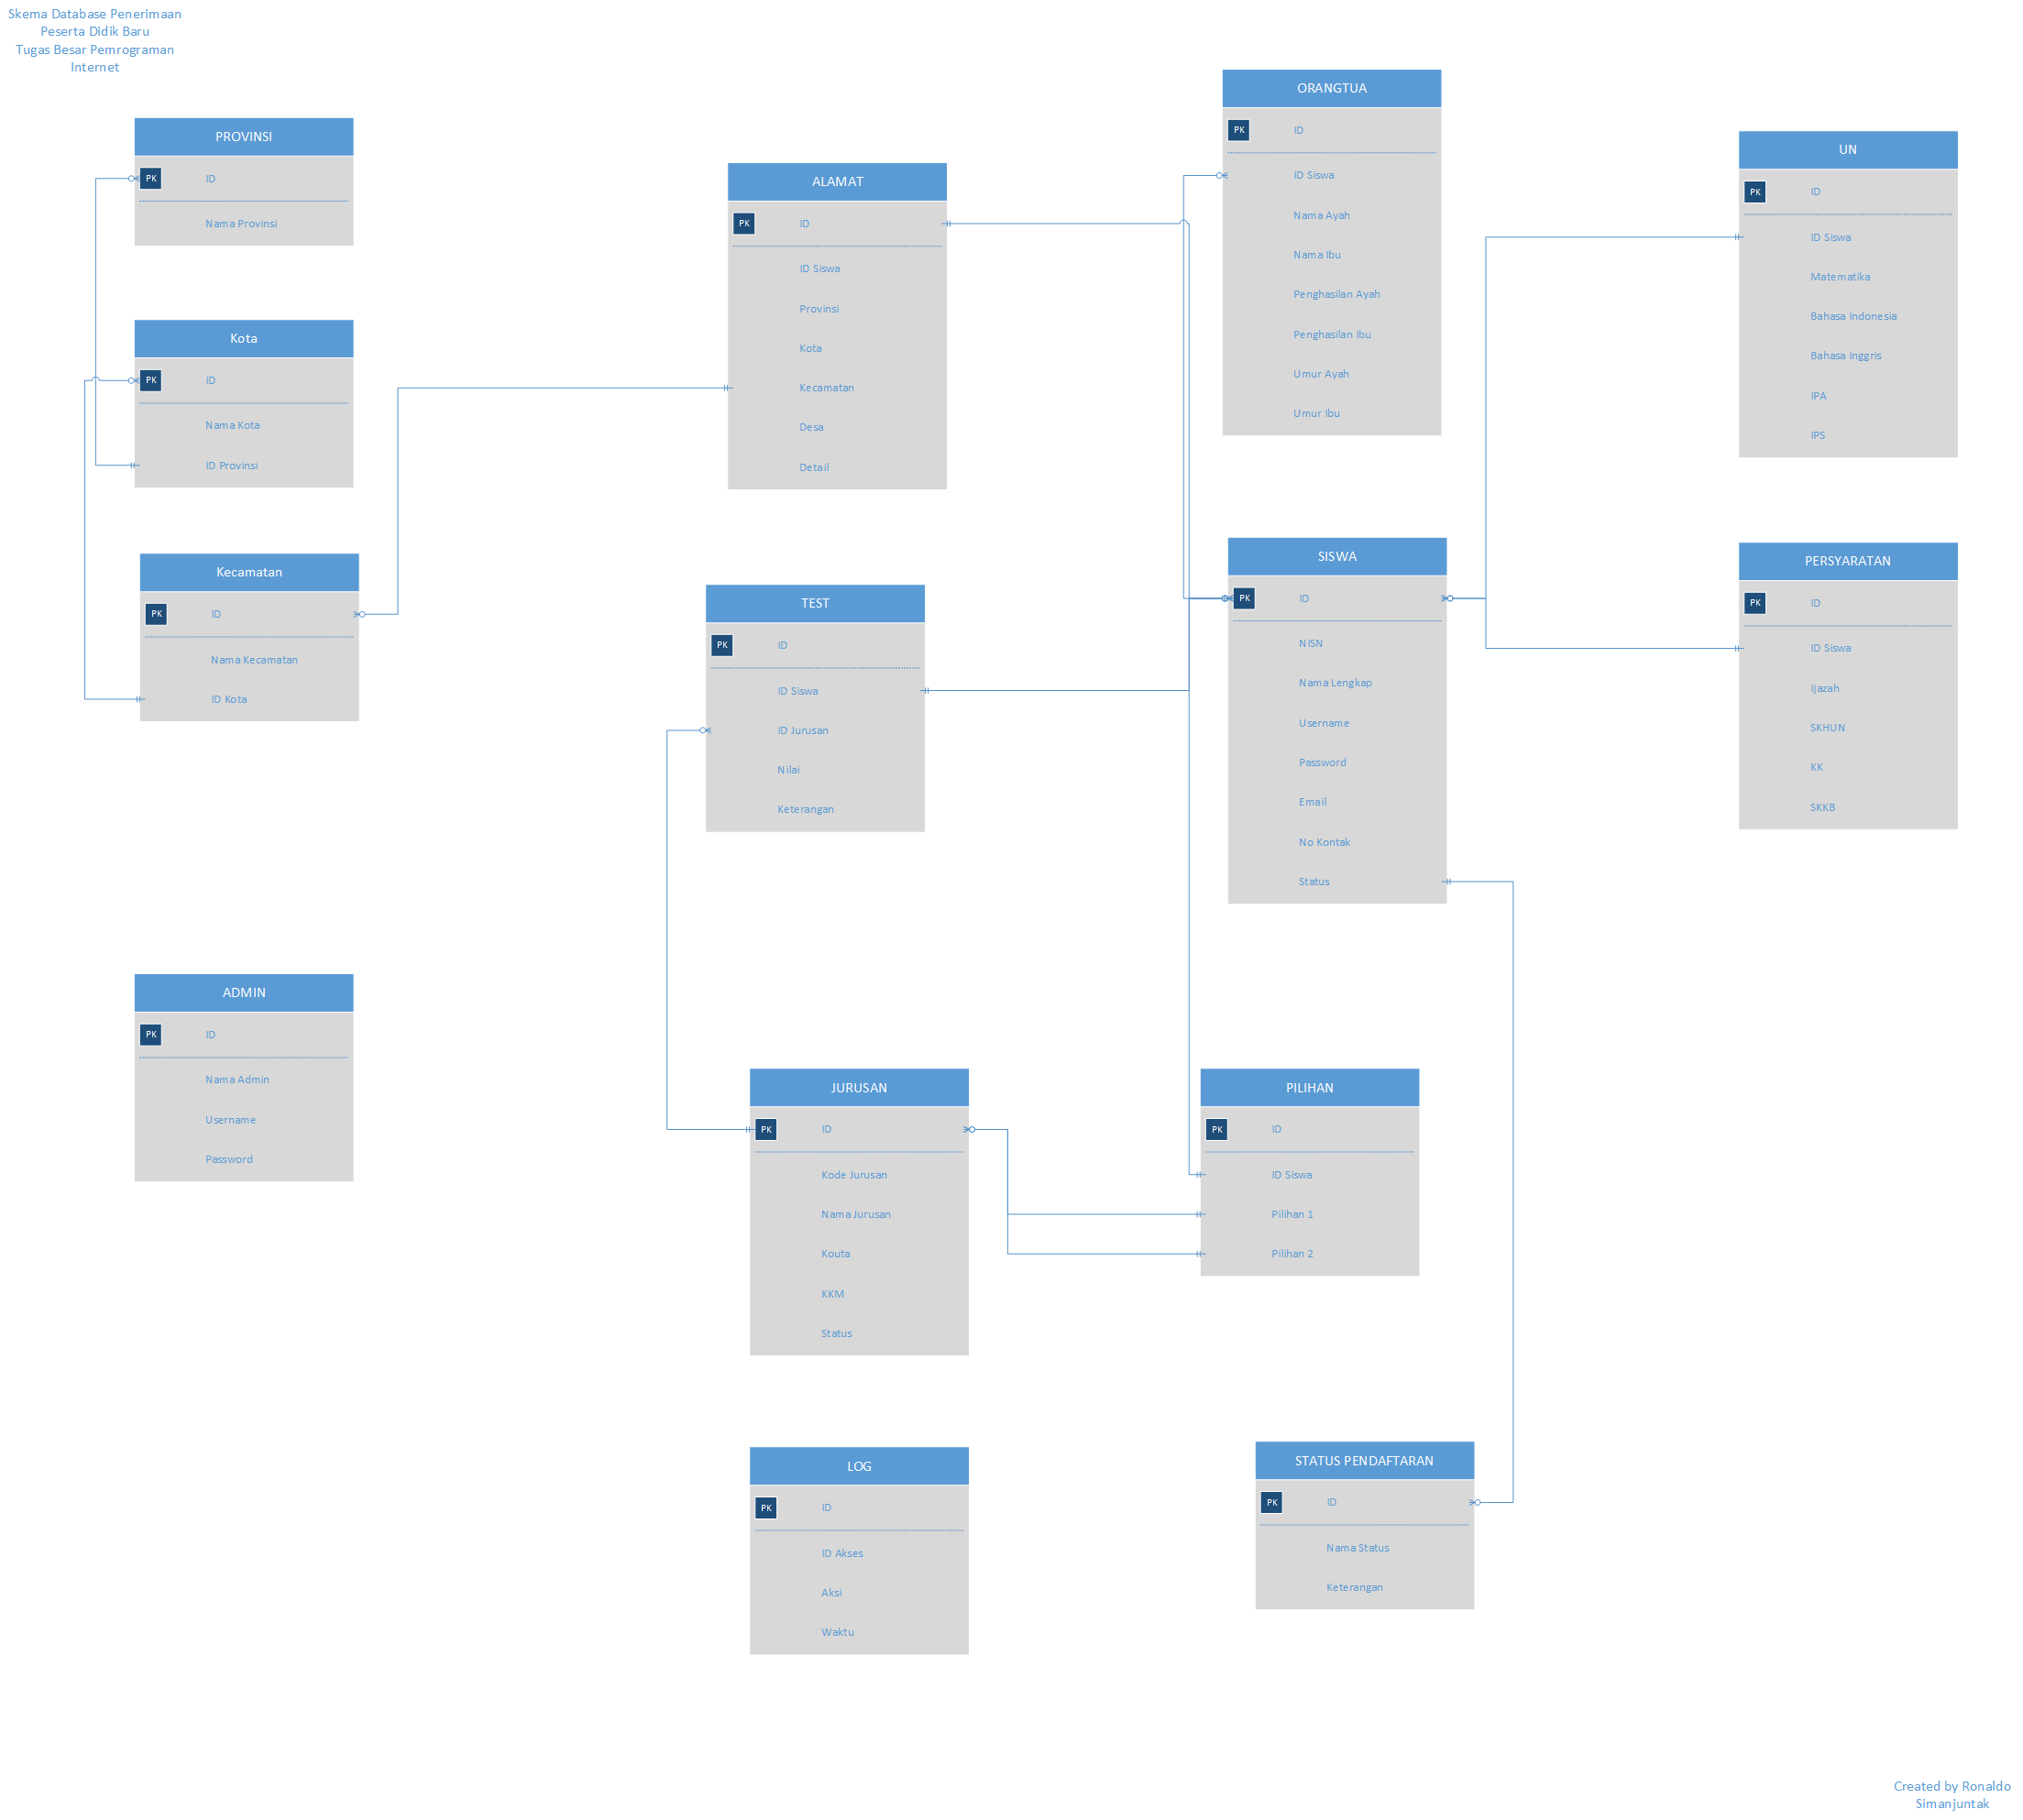 Skema Database Penerimaan
Peserta Didik Baru
Tugas Besar Pemrograman
Internet
PROVINSI
PK ID
Nama Provinsi
Kota
PK ID
Nama Kota
ID Provinsi
Kecamatan
PK ID
Nama Kecamatan
ID Kota
ADMIN
PK ID
Nama Admin
Username
Password
ALAMAT
PK ID
ID Siswa
Provinsi
Kota
Kecamatan
Desa
Detail
TEST
PK ID
ID Siswa
ID Jurusan
Nilai
Keterangan
JURUSAN
PK ID
Kode Jurusan
Nama Jurusan
Kouta
KKM
Status
LOG
PK ID
ID Akses
Aksi
Waktu
ORANGTUA
PK ID
ID Siswa
Nama Ayah
Nama Ibu
Penghasilan Ayah
Penghasilan Ibu
Umur Ayah
Umur Ibu
SISWA
PK ID
NISN
Nama Lengkap
Username
Password
Email
No Kontak
Status
PILIHAN
PK ID
ID Siswa
Pilihan 1
Pilihan 2
STATUS PENDAFTARAN
PK ID
Nama Status
Keterangan
UN
PK ID
ID Siswa
Matematika
Bahasa Indonesia
Bahasa Inggris
IPA
IPS
PERSYARATAN
PK ID
ID Siswa
Ijazah
SKHUN
KK
SKKB
Created by Ronaldo
Simanjuntak